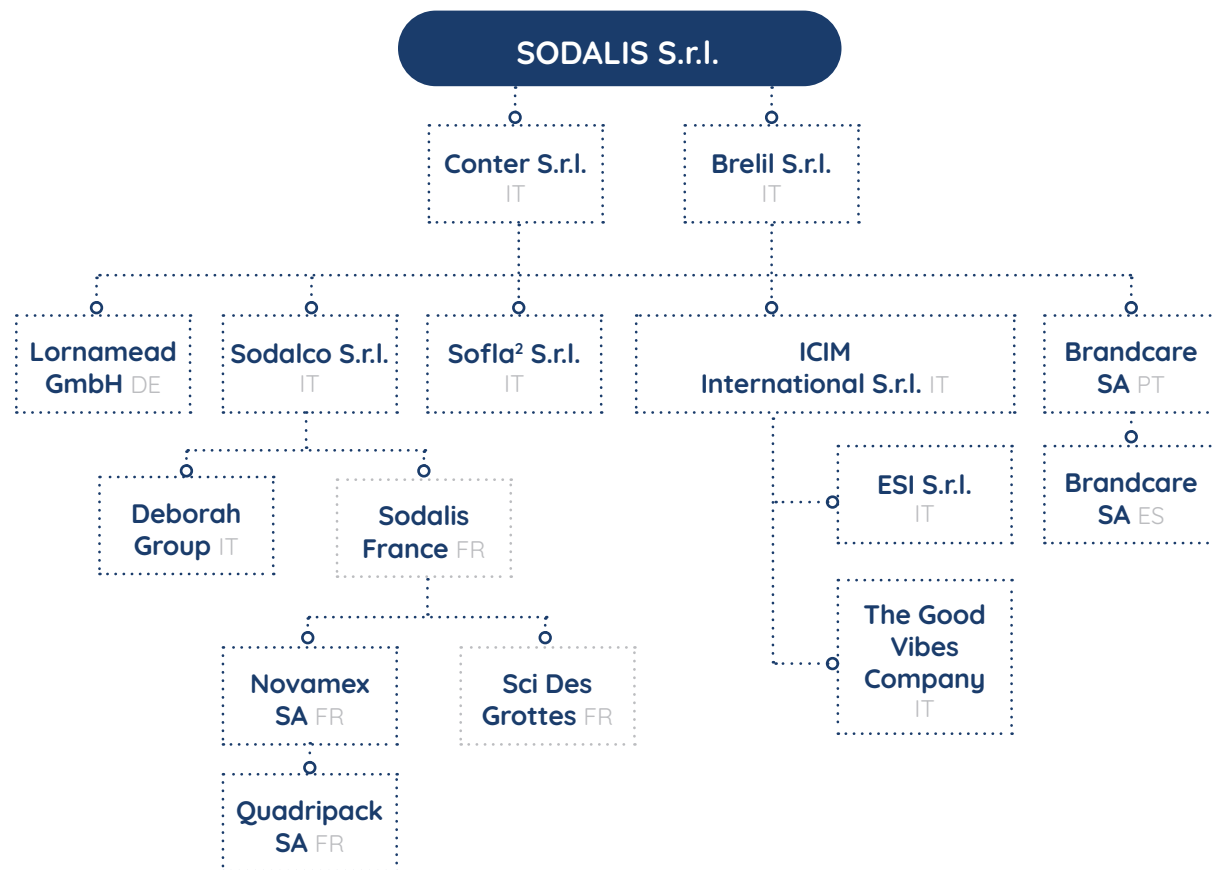 SODALIS S.r.l.
Conter S.r.l.
IT
Brelil S.r.l.
IT
Lornamead
GmbH DE
Sodalco S.r.l.
IT
Sofla² S.r.l.
IT
ICIM
International S.r.l. IT
Brandcare
SA PT
Deborah
Group IT
Sodalis
France FR
ESI S.r.l.
IT
Brandcare
SA ES
Novamex
SA FR
Sci Des
Grottes FR
The Good
Vibes
Company
IT
Quadripack
SA FR